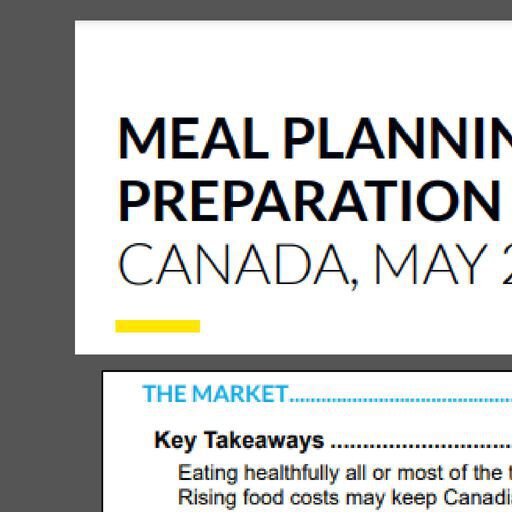 MEAL PLANNIN
PREPARATION
CANADA, MAY 2
THE MARKET
Key Takeaways
Eating healthfully all or most of the t
Rising food costs may keep Canadi